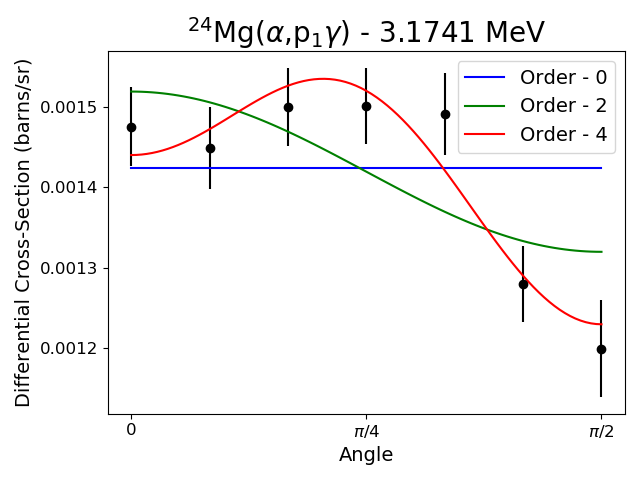 ²⁴Mg(α,p₁γ) - 3.1741 MeV
Differential Cross-Section (barns/sr)
0.0015
0.0014
0.0013
0.0012
Order - 0
Order - 2
Order - 4
0 π/4 π/2
Angle